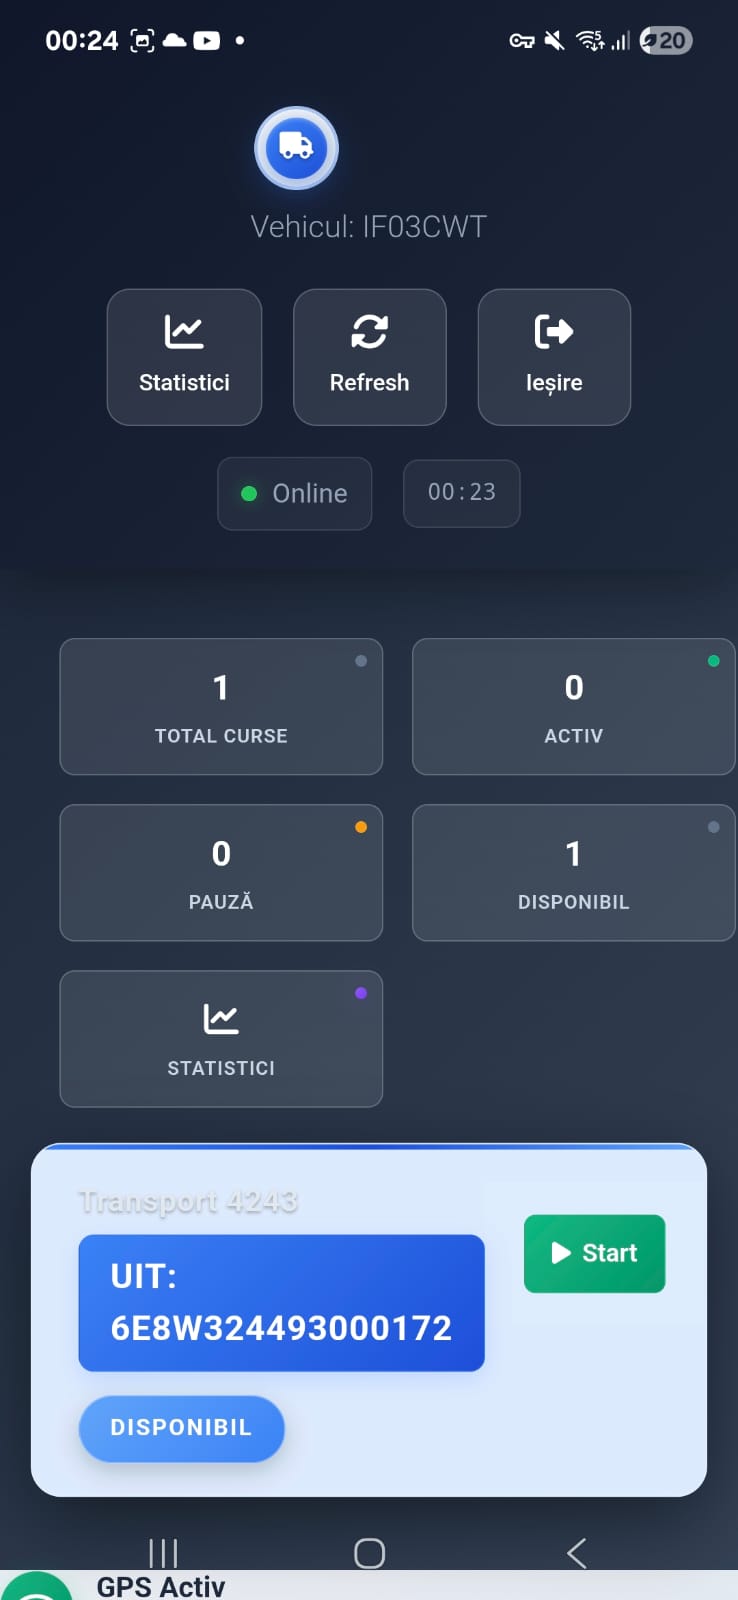 00:24
5
20
Vehicul: IF03CWT
Statistici
Refresh
Ieșire
Online
00:23
1
TOTAL CURSE
0
ACTIV
0
PAUZĂ
1
DISPONIBIL
STATISTICI
Transport 4243
UIT:
6E8W324493000172
Start
DISPONIBIL
GPS Activ